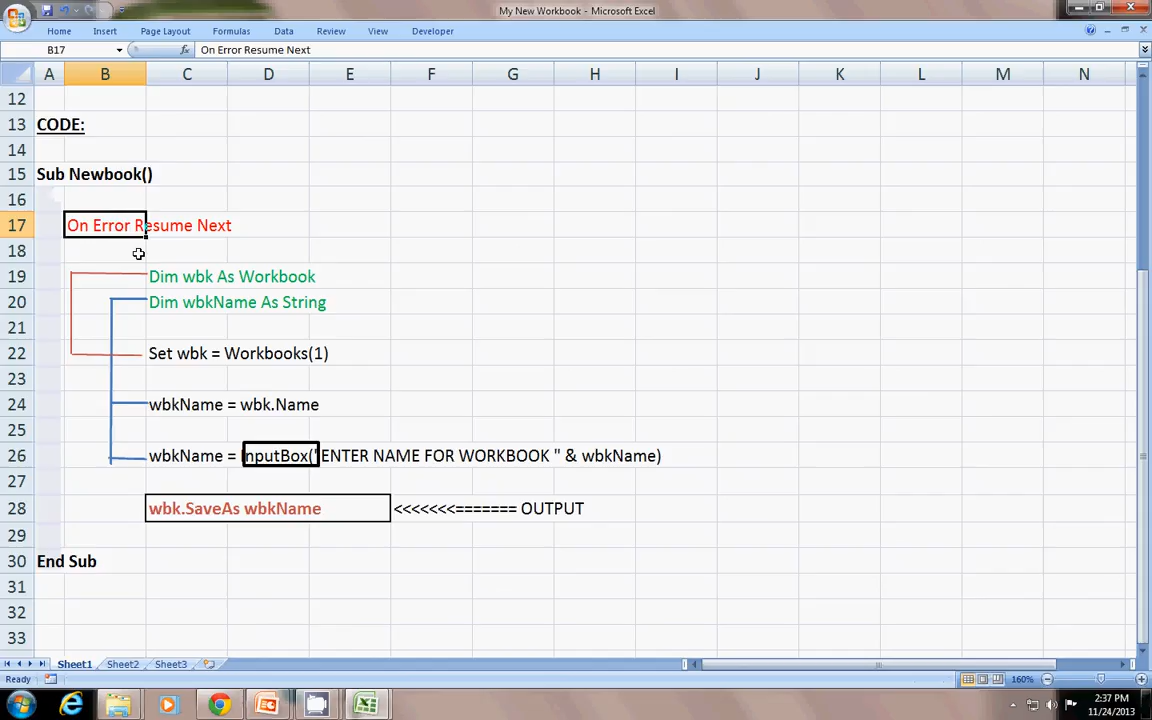 My New Workbook - Microsoft Excel
Home Insert Page Layout Formulas Data Review View Developer
B17 fx On Error Resume Next
A B C D E F G H I J K L M N
12
13 CODE:
14
15 Sub Newbook()
16
17 On Error Resume Next
18
19 Dim wbk As Workbook
20 Dim wbkName As String
21
22 Set wbk = Workbooks(1)
23
24 wbkName = wbk.Name
25
26 wbkName = InputBox("ENTER NAME FOR WORKBOOK " & wbkName)
27
28 wbk.SaveAs wbkName <<<<<<<======= OUTPUT
29
30 End Sub
31
32
33
Sheet1 Sheet2 Sheet3
Ready 160%
2:37 PM
11/24/2013